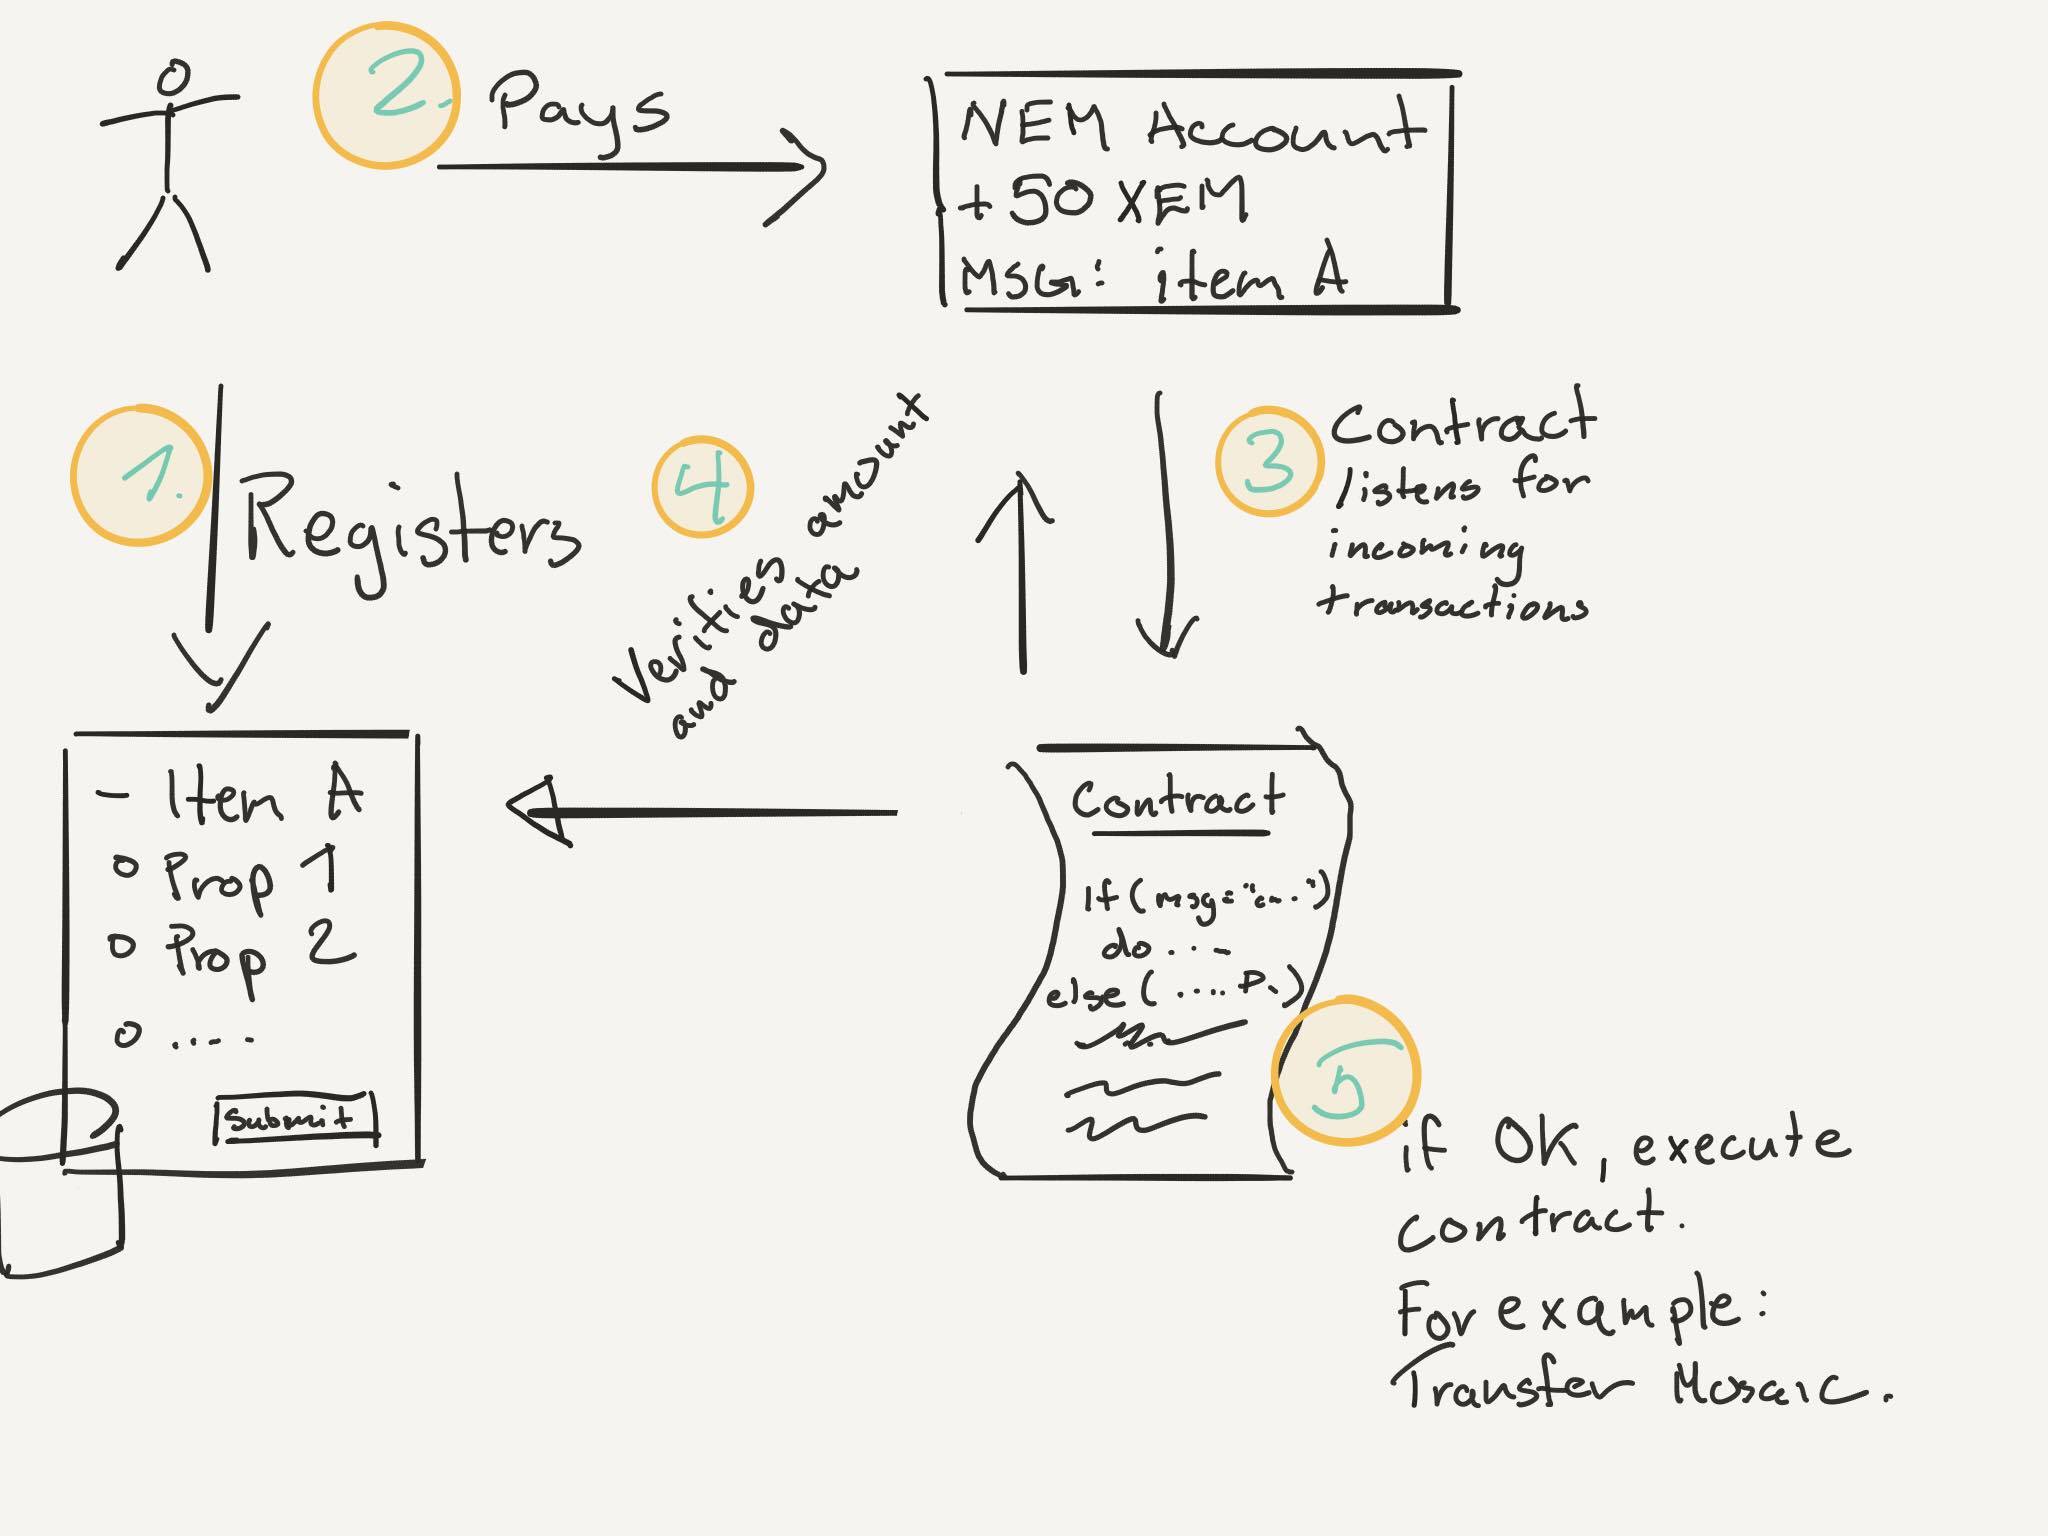 2.
Pays
NEM Account
+ 50 XEM
MSG: item A
1.
Registers
4
Verifies amount
and data
3
Contract
listens for
incoming
transactions
- Item A
o Prop 1
o Prop 2
o ....
Submit
Contract
If (msg="a...")
do ...
else ( ....P.)
5
if OK, execute
contract.
For example:
Transfer Mosaic.